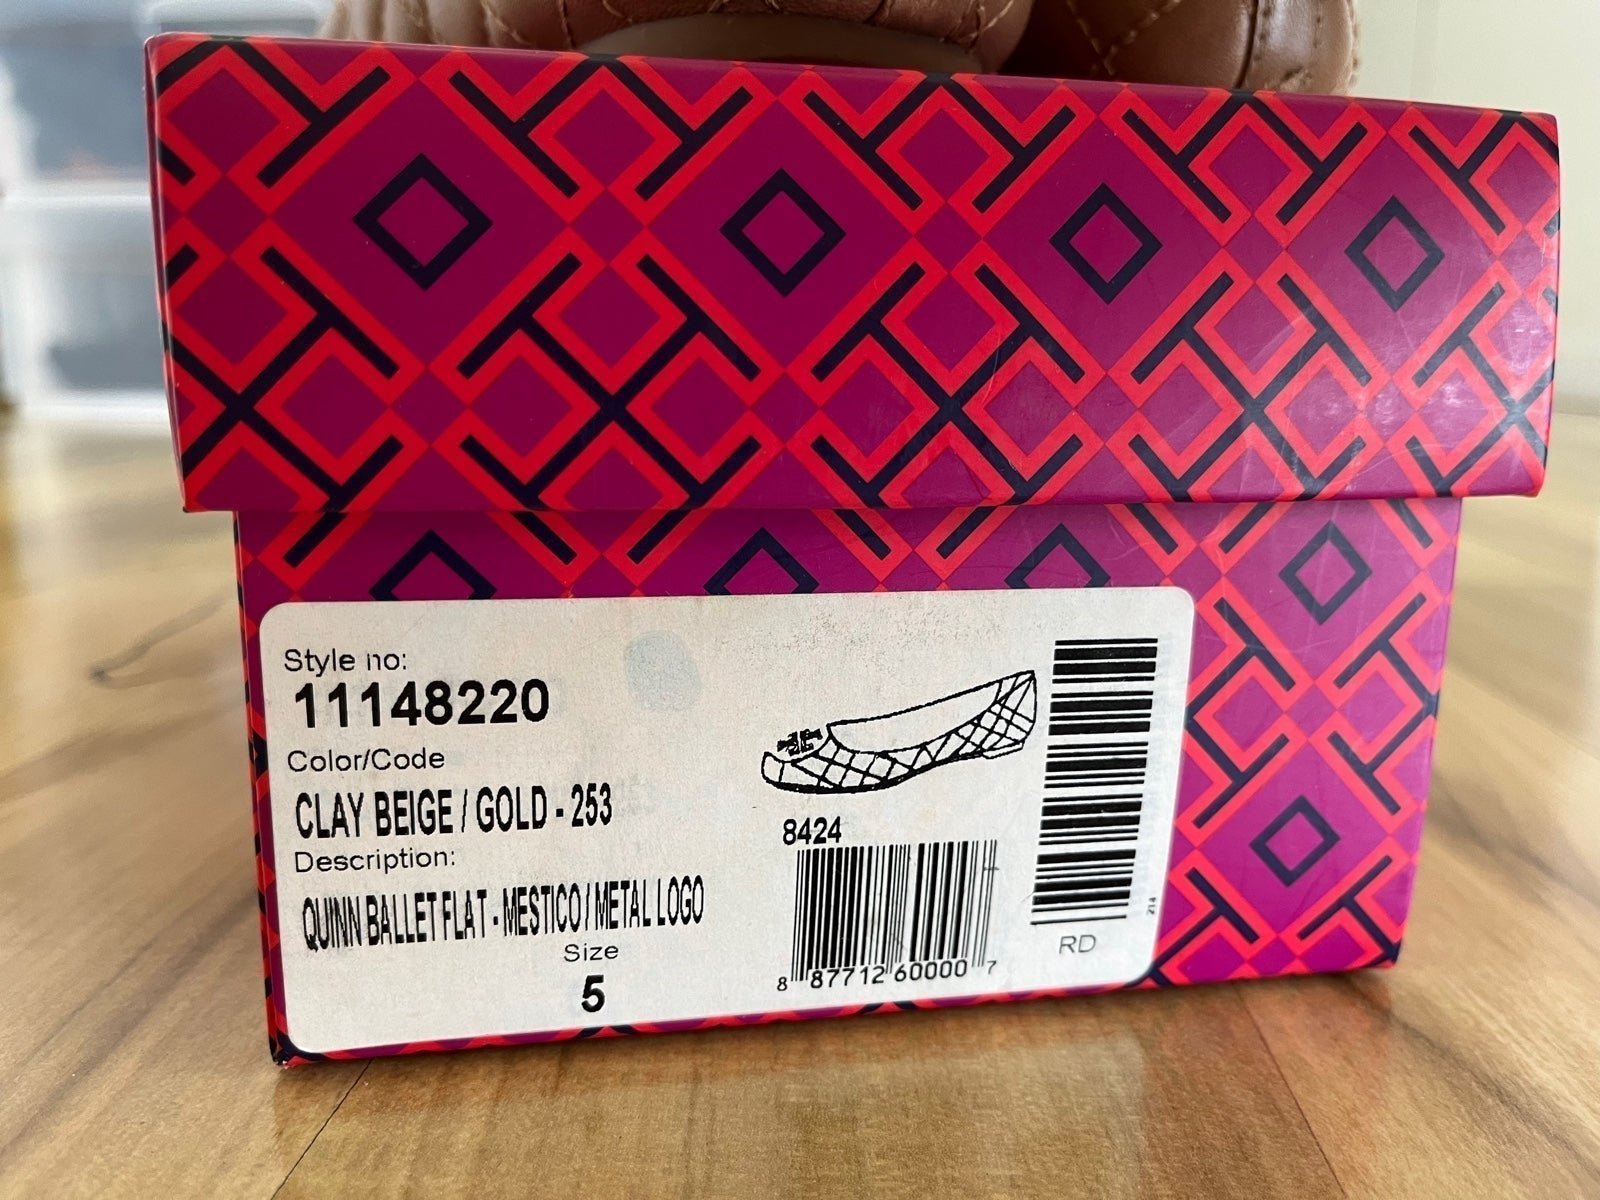 Style no:
11148220
Color/Code
CLAY BEIGE / GOLD - 253
Description:
QUINN BALLET FLAT - MESTICO / METAL LOGO
Size
5
8424
8 87712 60000 7
RD
214